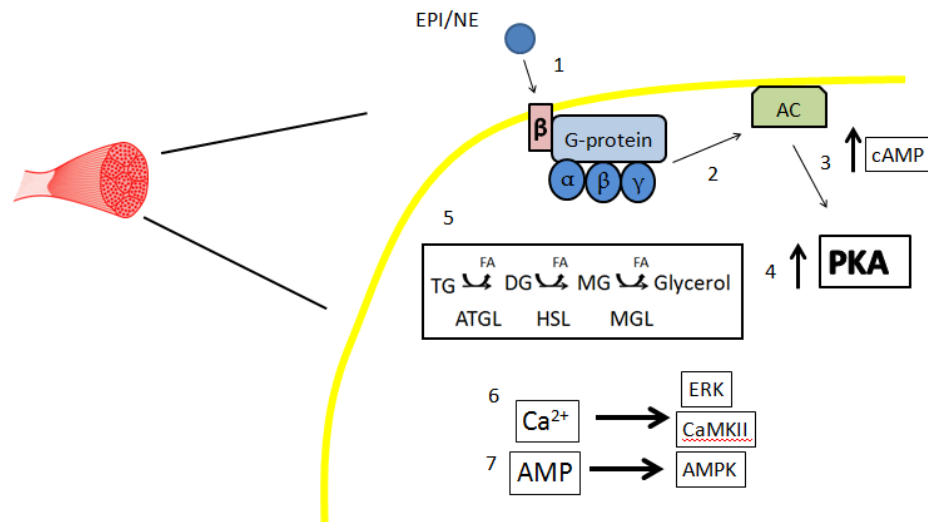 EPI/NE
1
β
G-protein
α β γ
2
AC
3
cAMP
4
PKA
5
FA FA FA
TG DG MG Glycerol
ATGL HSL MGL
6
Ca²⁺
ERK
CaMKII
7
AMP
AMPK